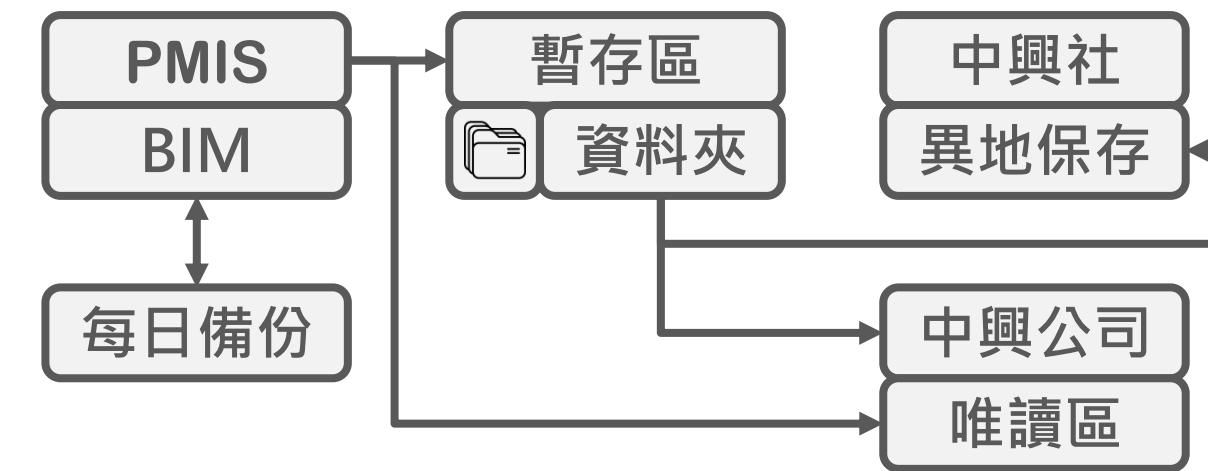 PMIS
BIM
每日備份
暫存區
資料夾
中興社
異地保存
中興公司
唯讀區